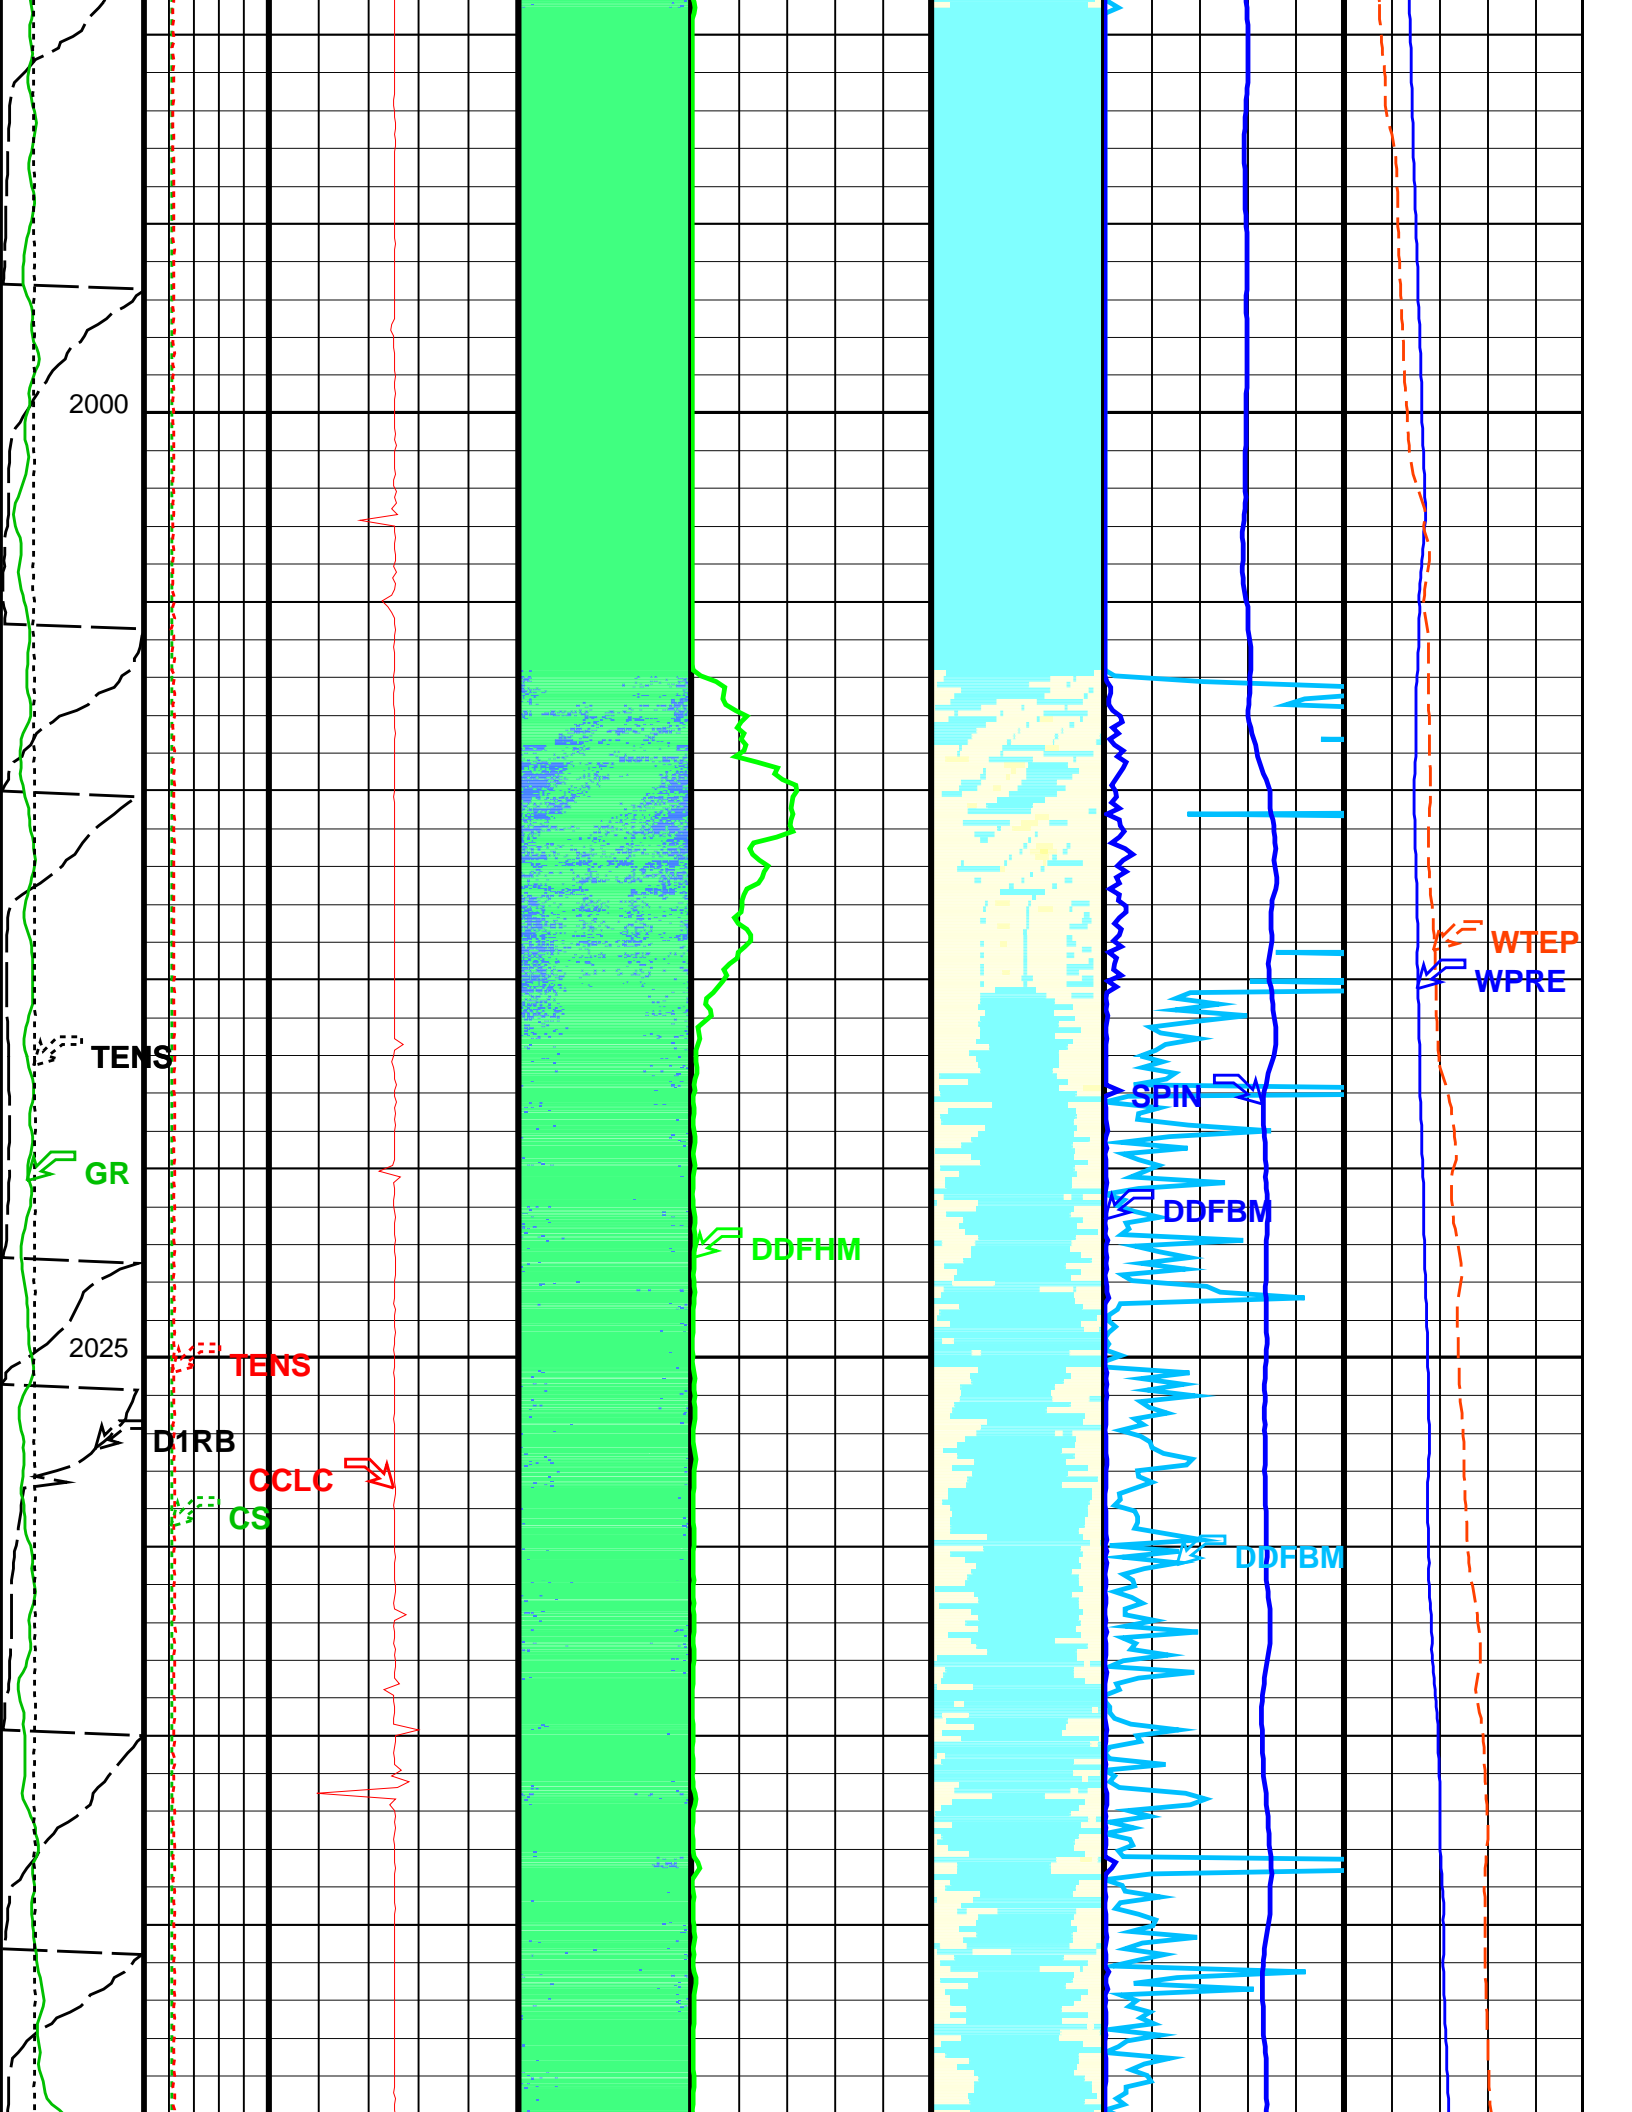 2000
WTEP
WPRE
TENS
SPIN
GR
DDFBM
DDFHM
2025
TENS
D1RB
CCLC
CS
DDFBM